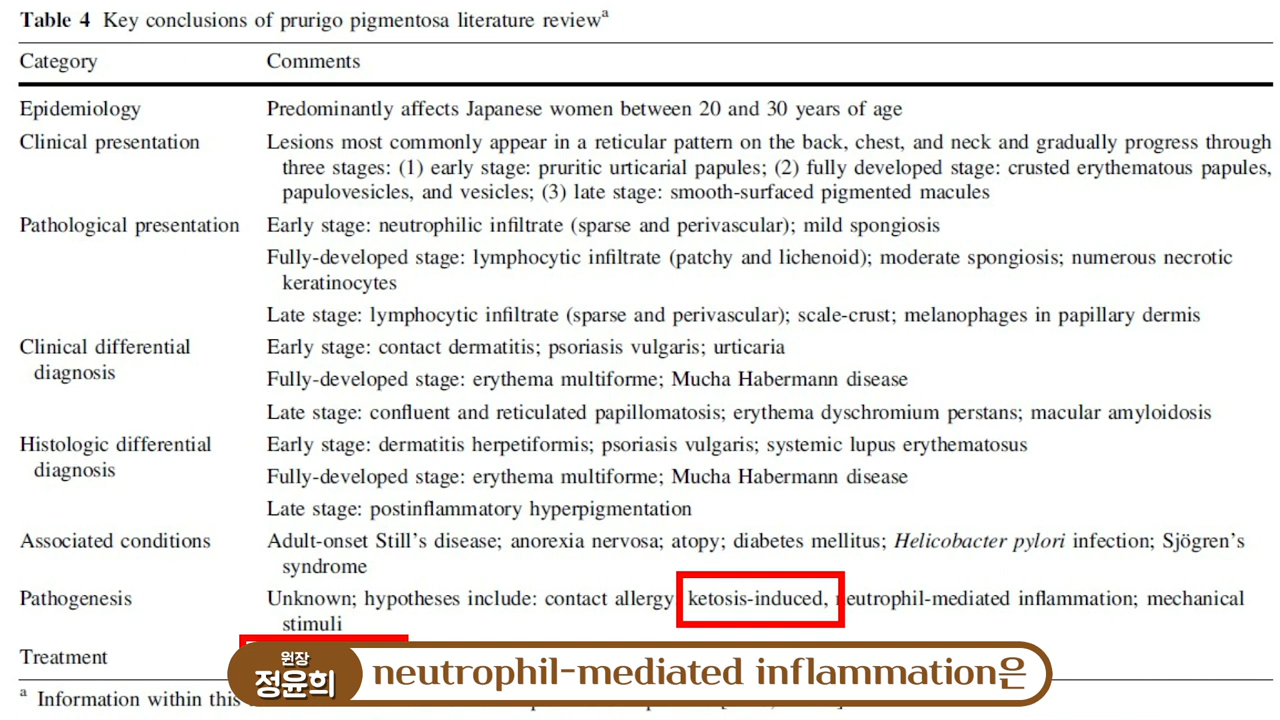 Table 4 Key conclusions of prurigo pigmentosa literature reviewa
Category Comments
Epidemiology Predominantly affects Japanese women between 20 and 30 years of age
Clinical presentation Lesions most commonly appear in a reticular pattern on the back, chest, and neck and gradually progress through
three stages: (1) early stage: pruritic urticarial papules; (2) fully developed stage: crusted erythematous papules,
papulovesicles, and vesicles; (3) late stage: smooth-surfaced pigmented macules
Pathological presentation Early stage: neutrophilic infiltrate (sparse and perivascular); mild spongiosis
Fully-developed stage: lymphocytic infiltrate (patchy and lichenoid); moderate spongiosis; numerous necrotic
keratinocytes
Late stage: lymphocytic infiltrate (sparse and perivascular); scale-crust; melanophages in papillary dermis
Clinical differential
diagnosis
Early stage: contact dermatitis; psoriasis vulgaris; urticaria
Fully-developed stage: erythema multiforme; Mucha Habermann disease
Late stage: confluent and reticulated papillomatosis; erythema dyschromium perstans; macular amyloidosis
Histologic differential
diagnosis
Early stage: dermatitis herpetiformis; psoriasis vulgaris; systemic lupus erythematosus
Fully-developed stage: erythema multiforme; Mucha Habermann disease
Late stage: postinflammatory hyperpigmentation
Associated conditions Adult-onset Still's disease; anorexia nervosa; atopy; diabetes mellitus; Helicobacter pylori infection; Sjögren's
syndrome
Pathogenesis Unknown; hypotheses include: contact allergy ketosis-induced, eutrophil-mediated inflammation; mechanical
stimuli
Treatment
원장
정윤희
neutrophil-mediated inflammation은
a Information within this